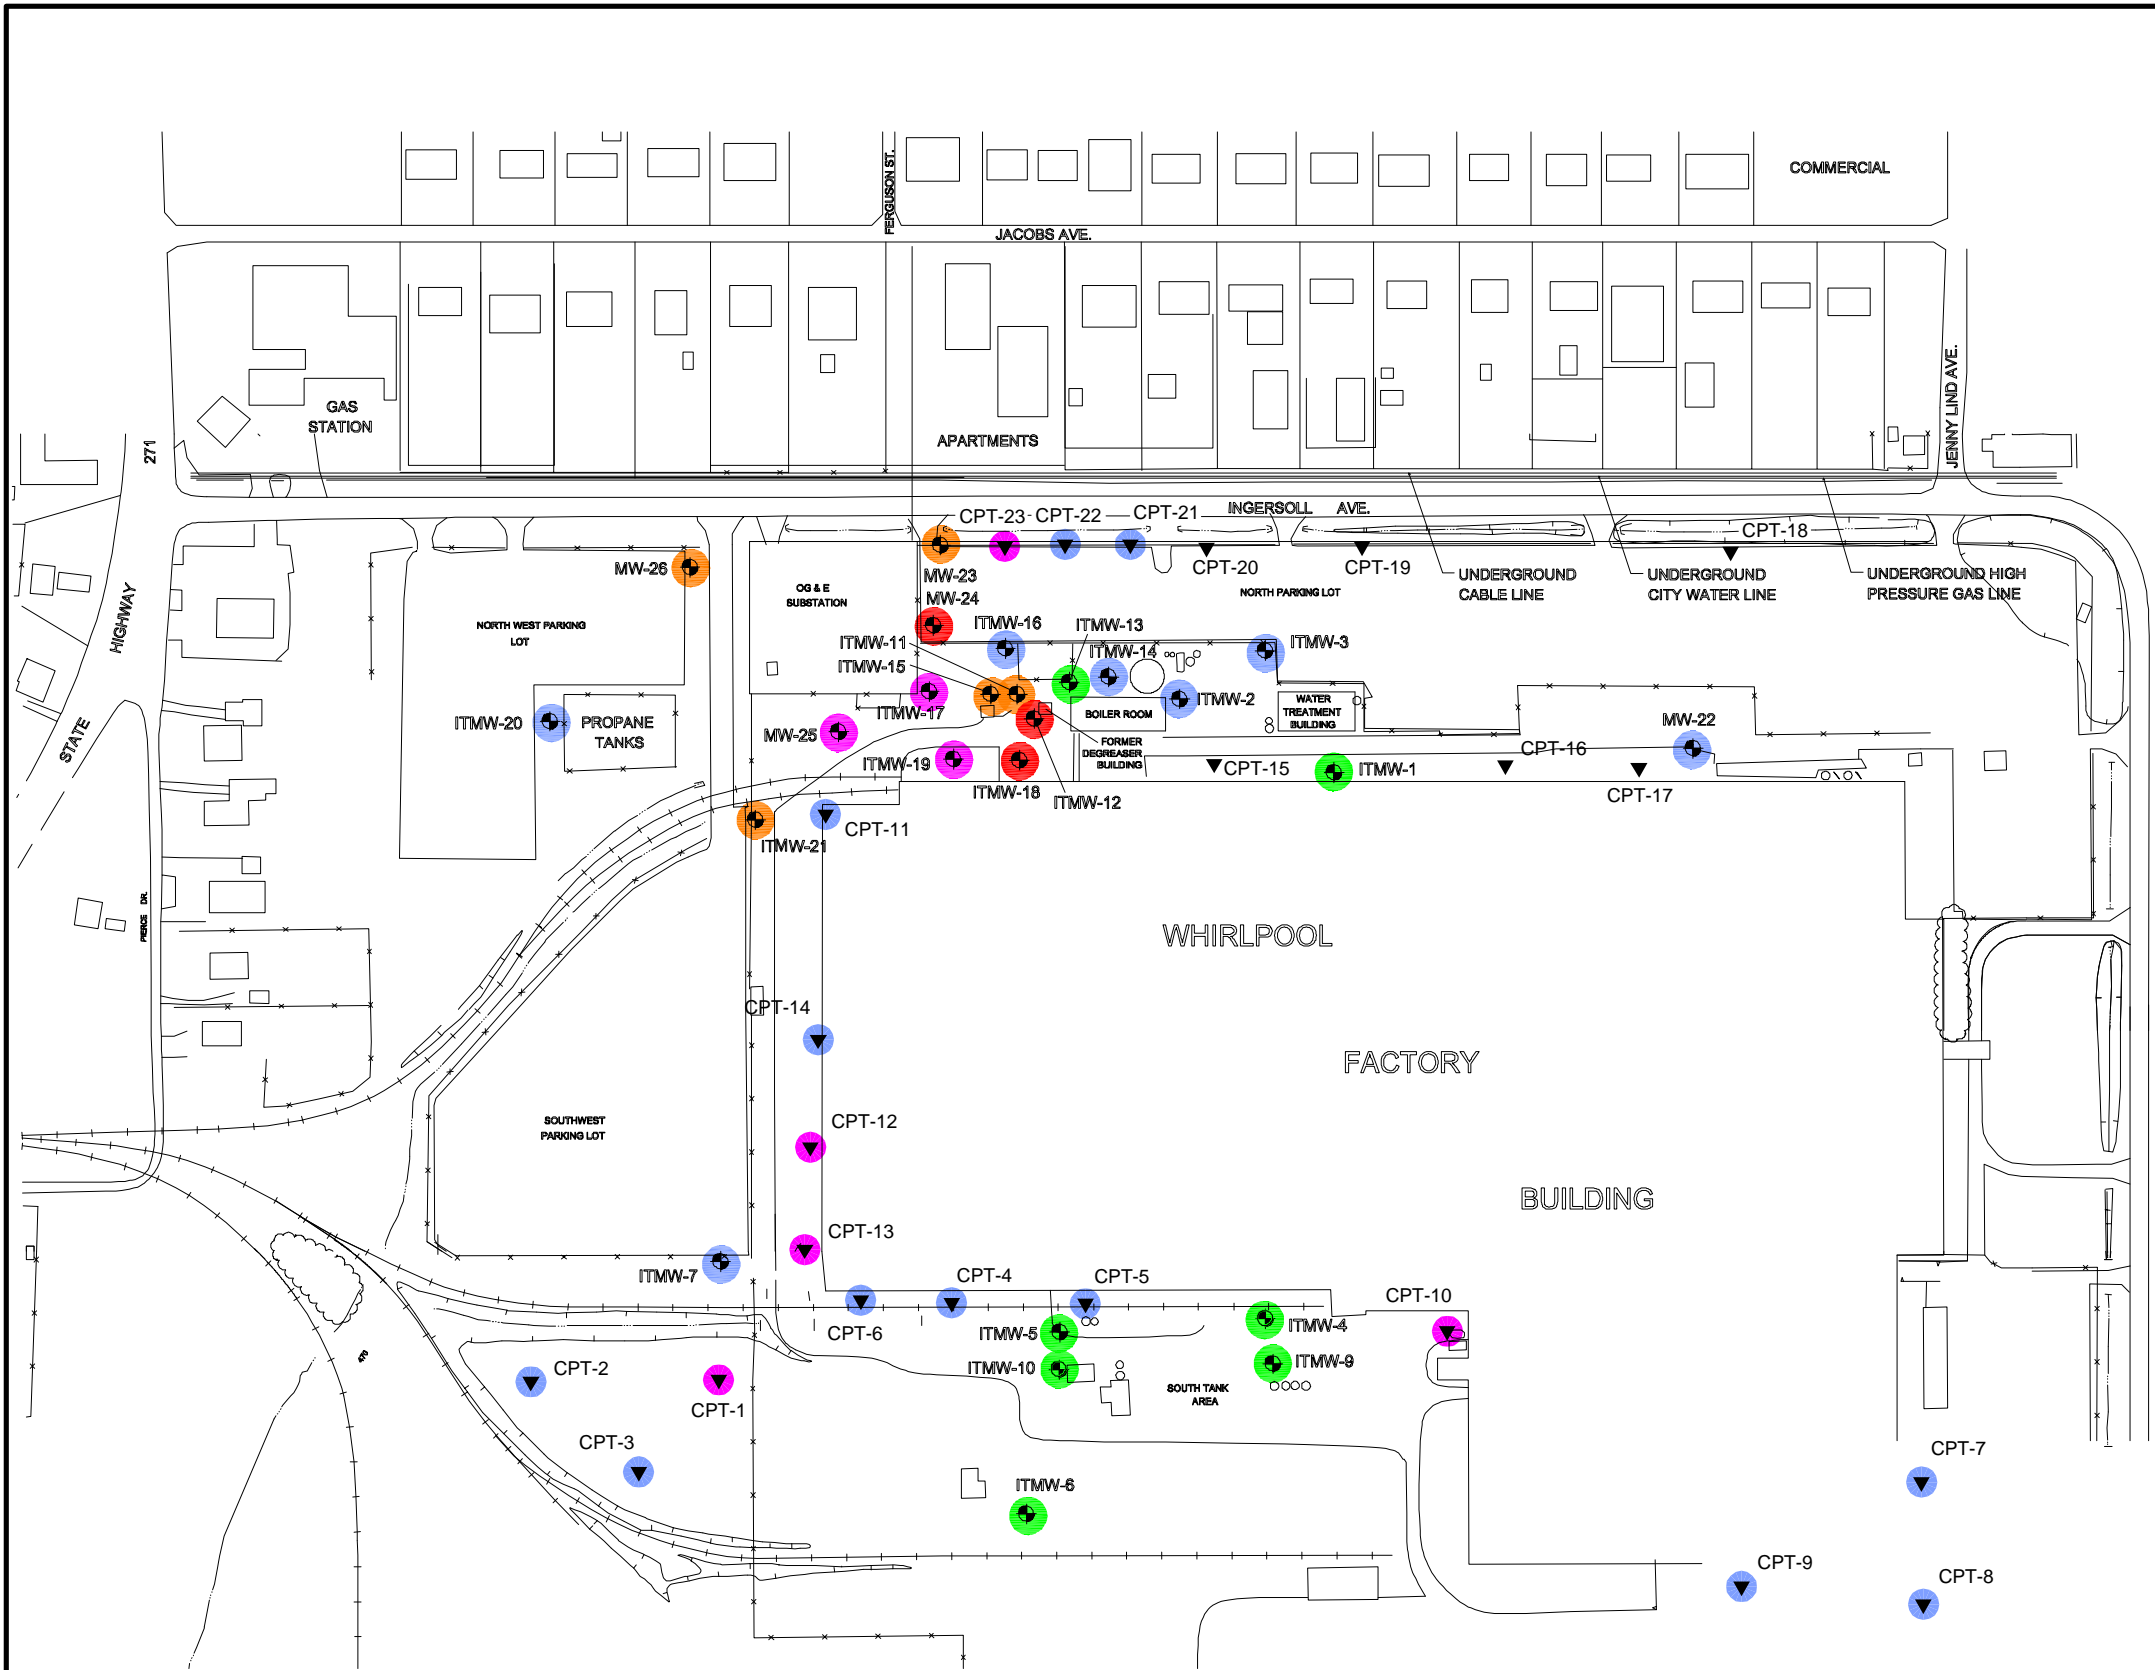 COMMERCIAL
FERGUSON ST.
JACOBS AVE.
GAS
STATION
271
APARTMENTS
JENNY LIND AVE.
INGERSOLL AVE.
CPT-23
CPT-22
CPT-21
CPT-18
MW-26
MW-23
CPT-20
CPT-19
UNDERGROUND
CABLE LINE
UNDERGROUND
CITY WATER LINE
UNDERGROUND HIGH
PRESSURE GAS LINE
OG & E
SUBSTATION
NORTH PARKING LOT
MW-24
HIGHWAY
NORTH WEST PARKING
LOT
ITMW-16
ITMW-13
ITMW-11
ITMW-3
ITMW-15
ITMW-14
ITMW-2
WATER
TREATMENT
BUILDING
STATE
ITMW-20
PROPANE
TANKS
ITMW-17
BOILER ROOM
MW-22
MW-25
FORMER
DEGREASER
BUILDING
CPT-16
ITMW-19
CPT-15
ITMW-1
ITMW-18
ITMW-12
CPT-17
CPT-11
ITMW-21
PIERCE DR.
WHIRLPOOL
CPT-14
FACTORY
SOUTHWEST
PARKING LOT
CPT-12
BUILDING
CPT-13
ITMW-7
CPT-4
CPT-5
CPT-10
CPT-6
ITMW-5
ITMW-4
ITMW-10
ITMW-9
470
CPT-2
CPT-1
SOUTH TANK
AREA
CPT-3
CPT-7
ITMW-6
CPT-9
CPT-8